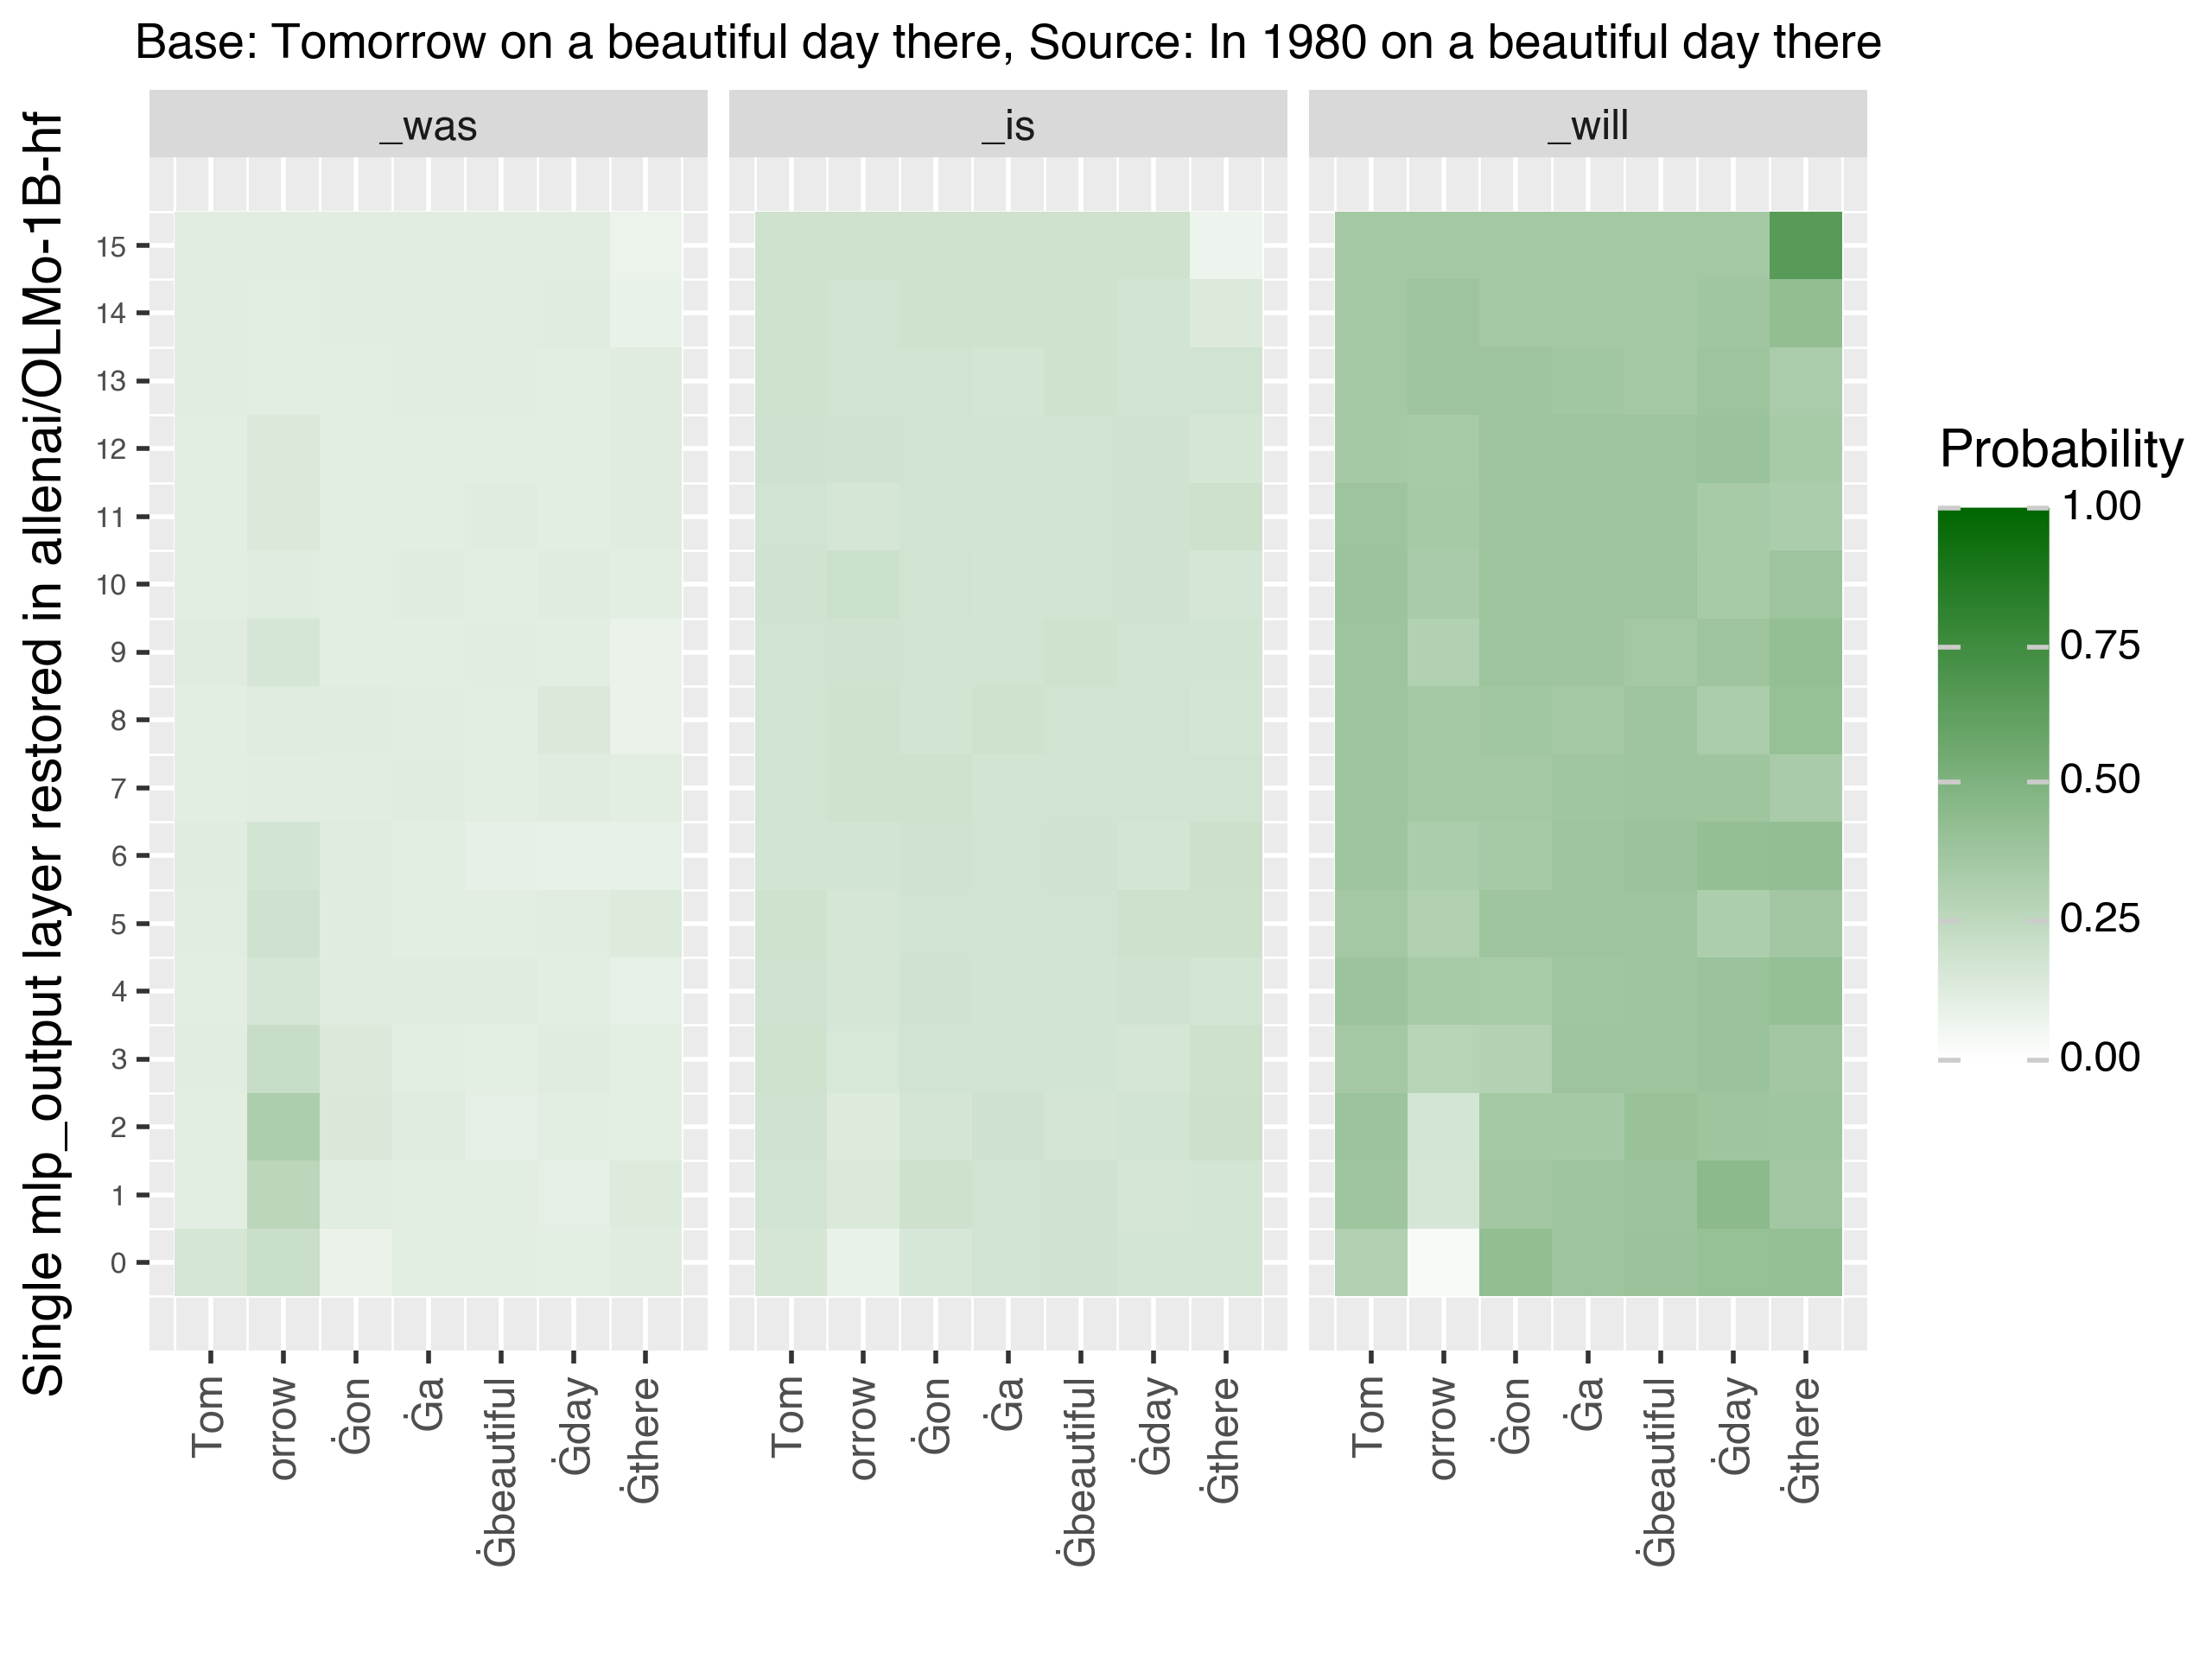 Base: Tomorrow on a beautiful day there, Source: In 1980 on a beautiful day there
Single mlp_output layer restored in allenai/OLMo-1B-hf
_was
_is
_will
15
14
13
12
11
10
9
8
7
6
5
4
3
2
1
0
Tom
orrow
Ġon
Ġa
Ġbeautiful
Ġday
Ġthere
Tom
orrow
Ġon
Ġa
Ġbeautiful
Ġday
Ġthere
Tom
orrow
Ġon
Ġa
Ġbeautiful
Ġday
Ġthere
Probability
1.00
0.75
0.50
0.25
0.00